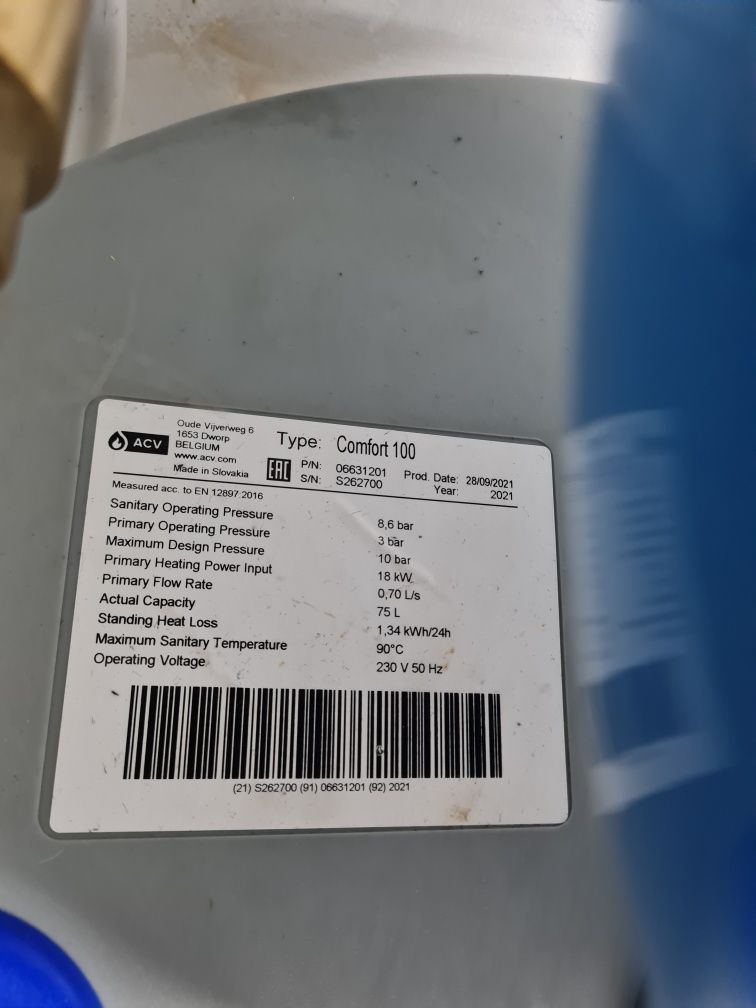 ACV
Oude Vijverweg 6
1653 Dworp
BELGIUM
www.acv.com
Made in Slovakia
Type: Comfort 100
EAC
P/N: 06631201 Prod. Date: 28/09/2021
S/N: S262700 Year: 2021
Measured acc. to EN 12897:2016
Sanitary Operating Pressure 8,6 bar
Primary Operating Pressure 3 bar
Maximum Design Pressure 10 bar
Primary Heating Power Input 18 kW
Primary Flow Rate 0,70 L/s
Actual Capacity 75 L
Standing Heat Loss 1,34 kWh/24h
Maximum Sanitary Temperature 90°C
Operating Voltage 230 V 50 Hz
(21) S262700 (91) 06631201 (92) 2021